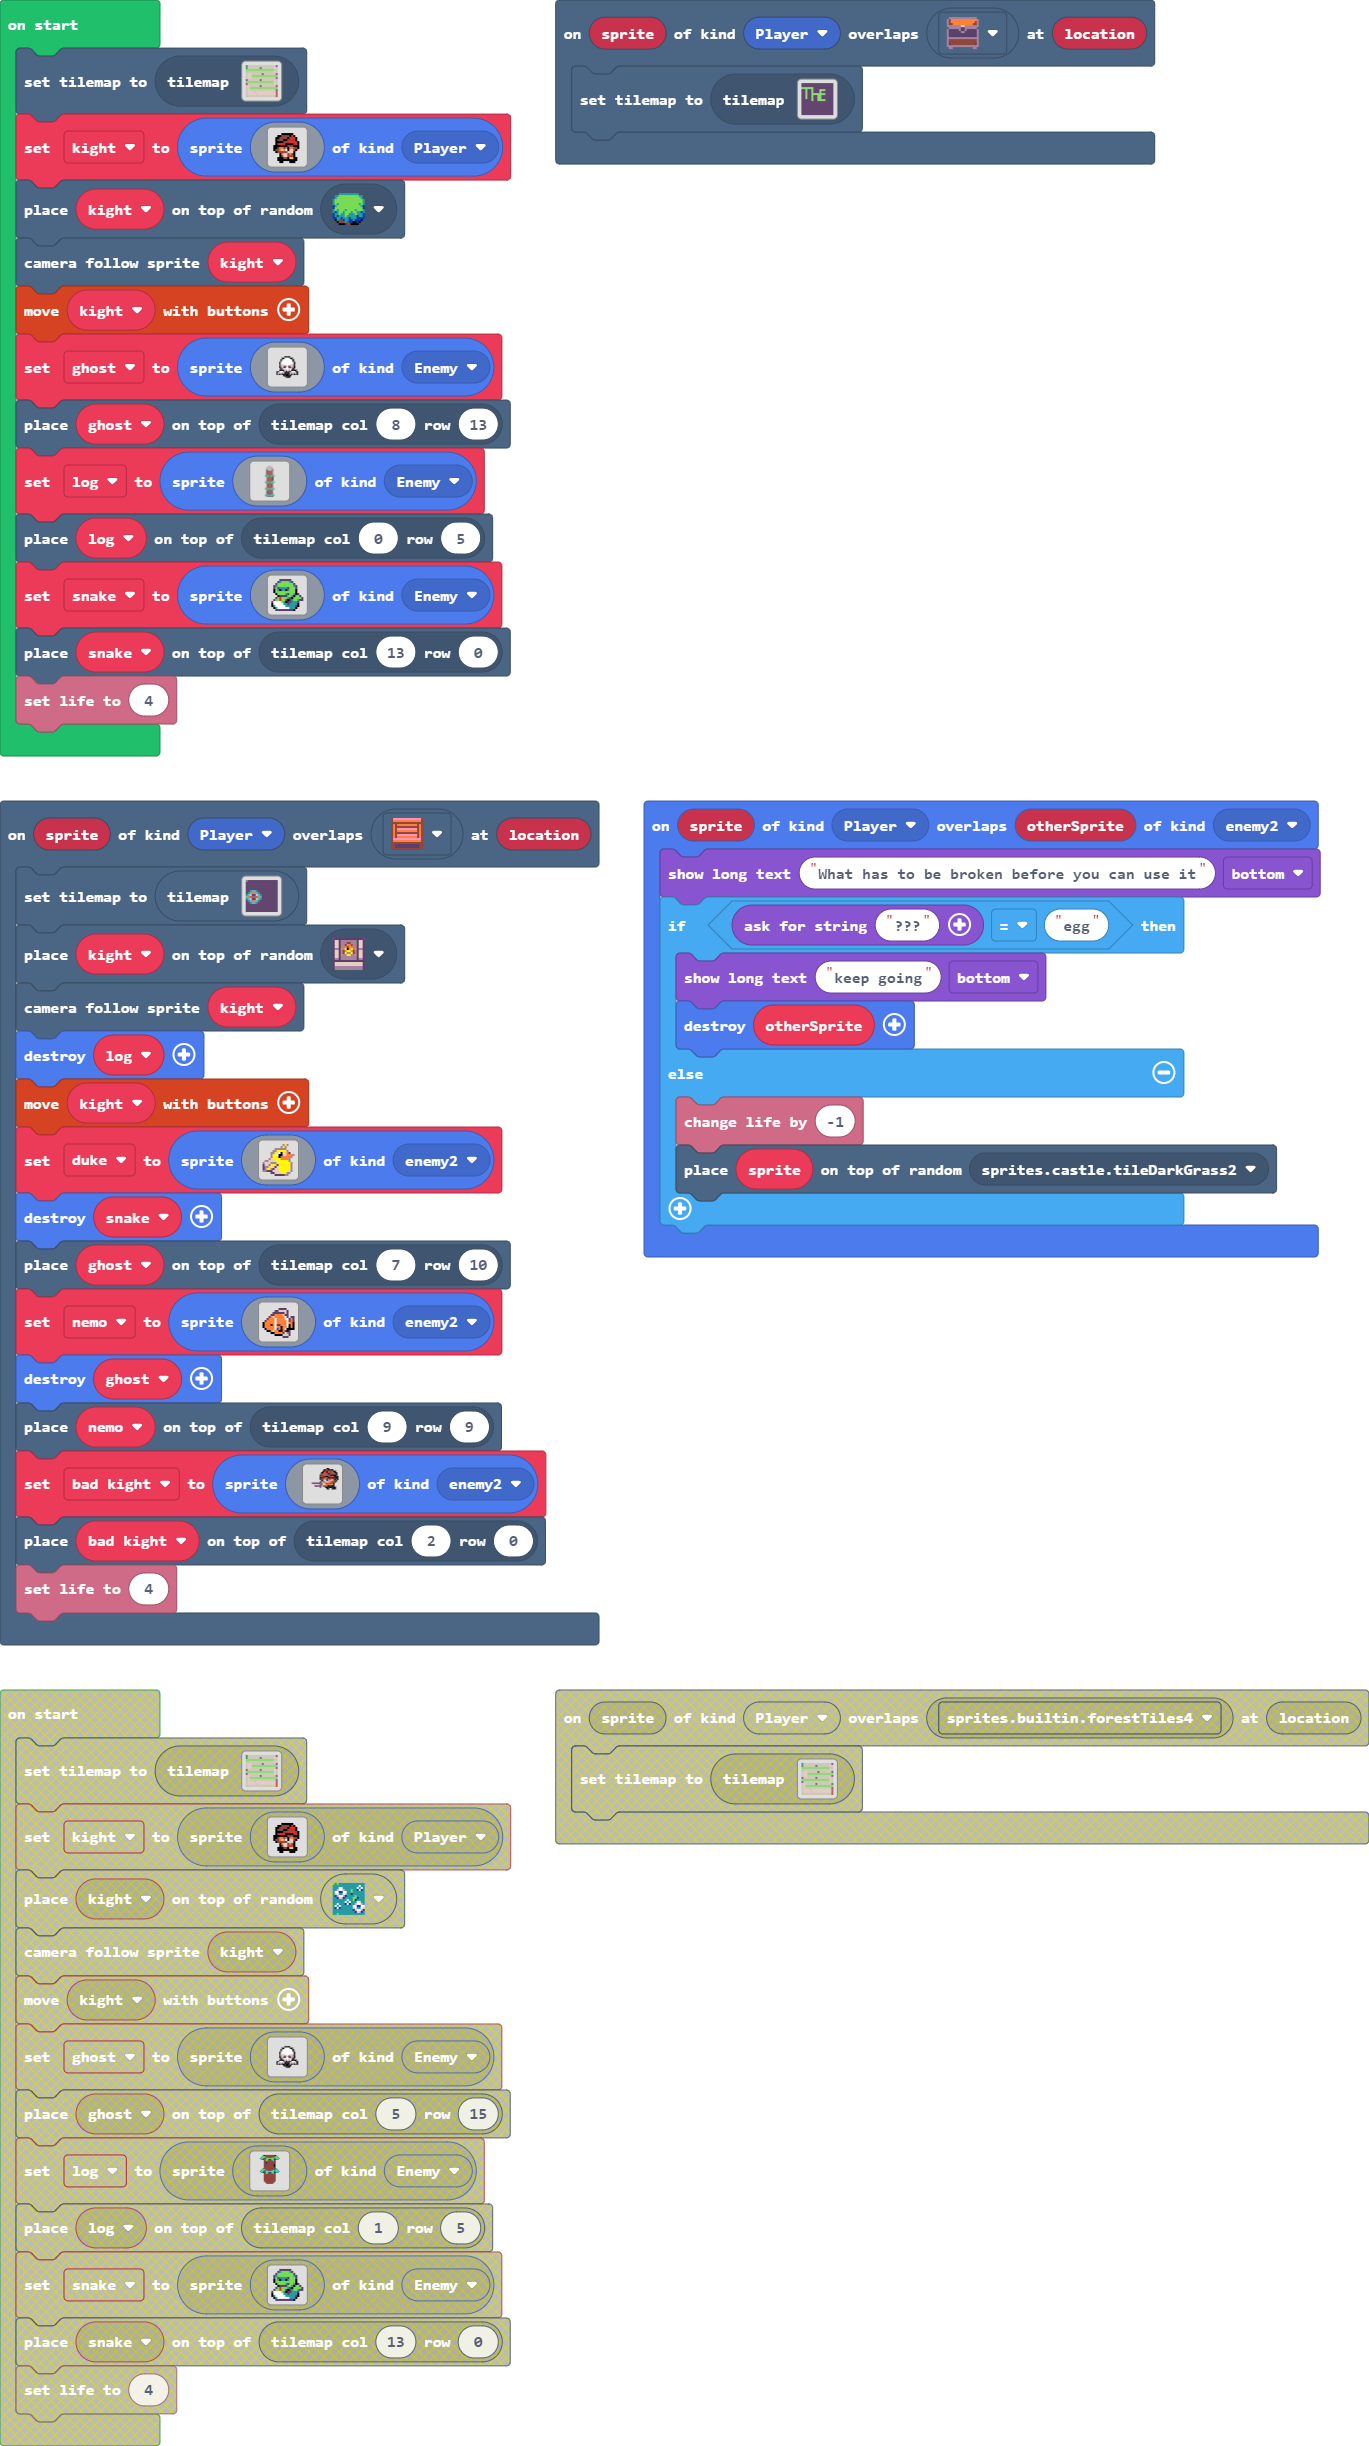 on start
set tilemap to tilemap
set kight to sprite of kind Player
place kight on top of random
camera follow sprite kight
move kight with buttons
set ghost to sprite of kind Enemy
place ghost on top of tilemap col 8 row 13
set log to sprite of kind Enemy
place log on top of tilemap col 0 row 5
set snake to sprite of kind Enemy
place snake on top of tilemap col 13 row 0
set life to 4
on sprite of kind Player overlaps at location
set tilemap to tilemap THE
on sprite of kind Player overlaps at location
set tilemap to tilemap
place kight on top of random
camera follow sprite kight
destroy log
move kight with buttons
set duke to sprite of kind enemy2
destroy snake
place ghost on top of tilemap col 7 row 10
set nemo to sprite of kind enemy2
destroy ghost
place nemo on top of tilemap col 9 row 9
set bad kight to sprite of kind enemy2
place bad kight on top of tilemap col 2 row 0
set life to 4
on sprite of kind Player overlaps otherSprite of kind enemy2
show long text "What has to be broken before you can use it" bottom
if ask for string "???" = "egg" then
show long text "keep going" bottom
destroy otherSprite
else
change life by -1
place sprite on top of random sprites.castle.tileDarkGrass2
on start
set tilemap to tilemap
set kight to sprite of kind Player
place kight on top of random
camera follow sprite kight
move kight with buttons
set ghost to sprite of kind Enemy
place ghost on top of tilemap col 5 row 15
set log to sprite of kind Enemy
place log on top of tilemap col 1 row 5
set snake to sprite of kind Enemy
place snake on top of tilemap col 13 row 0
set life to 4
on sprite of kind Player overlaps sprites.builtin.forestTiles4 at location
set tilemap to tilemap